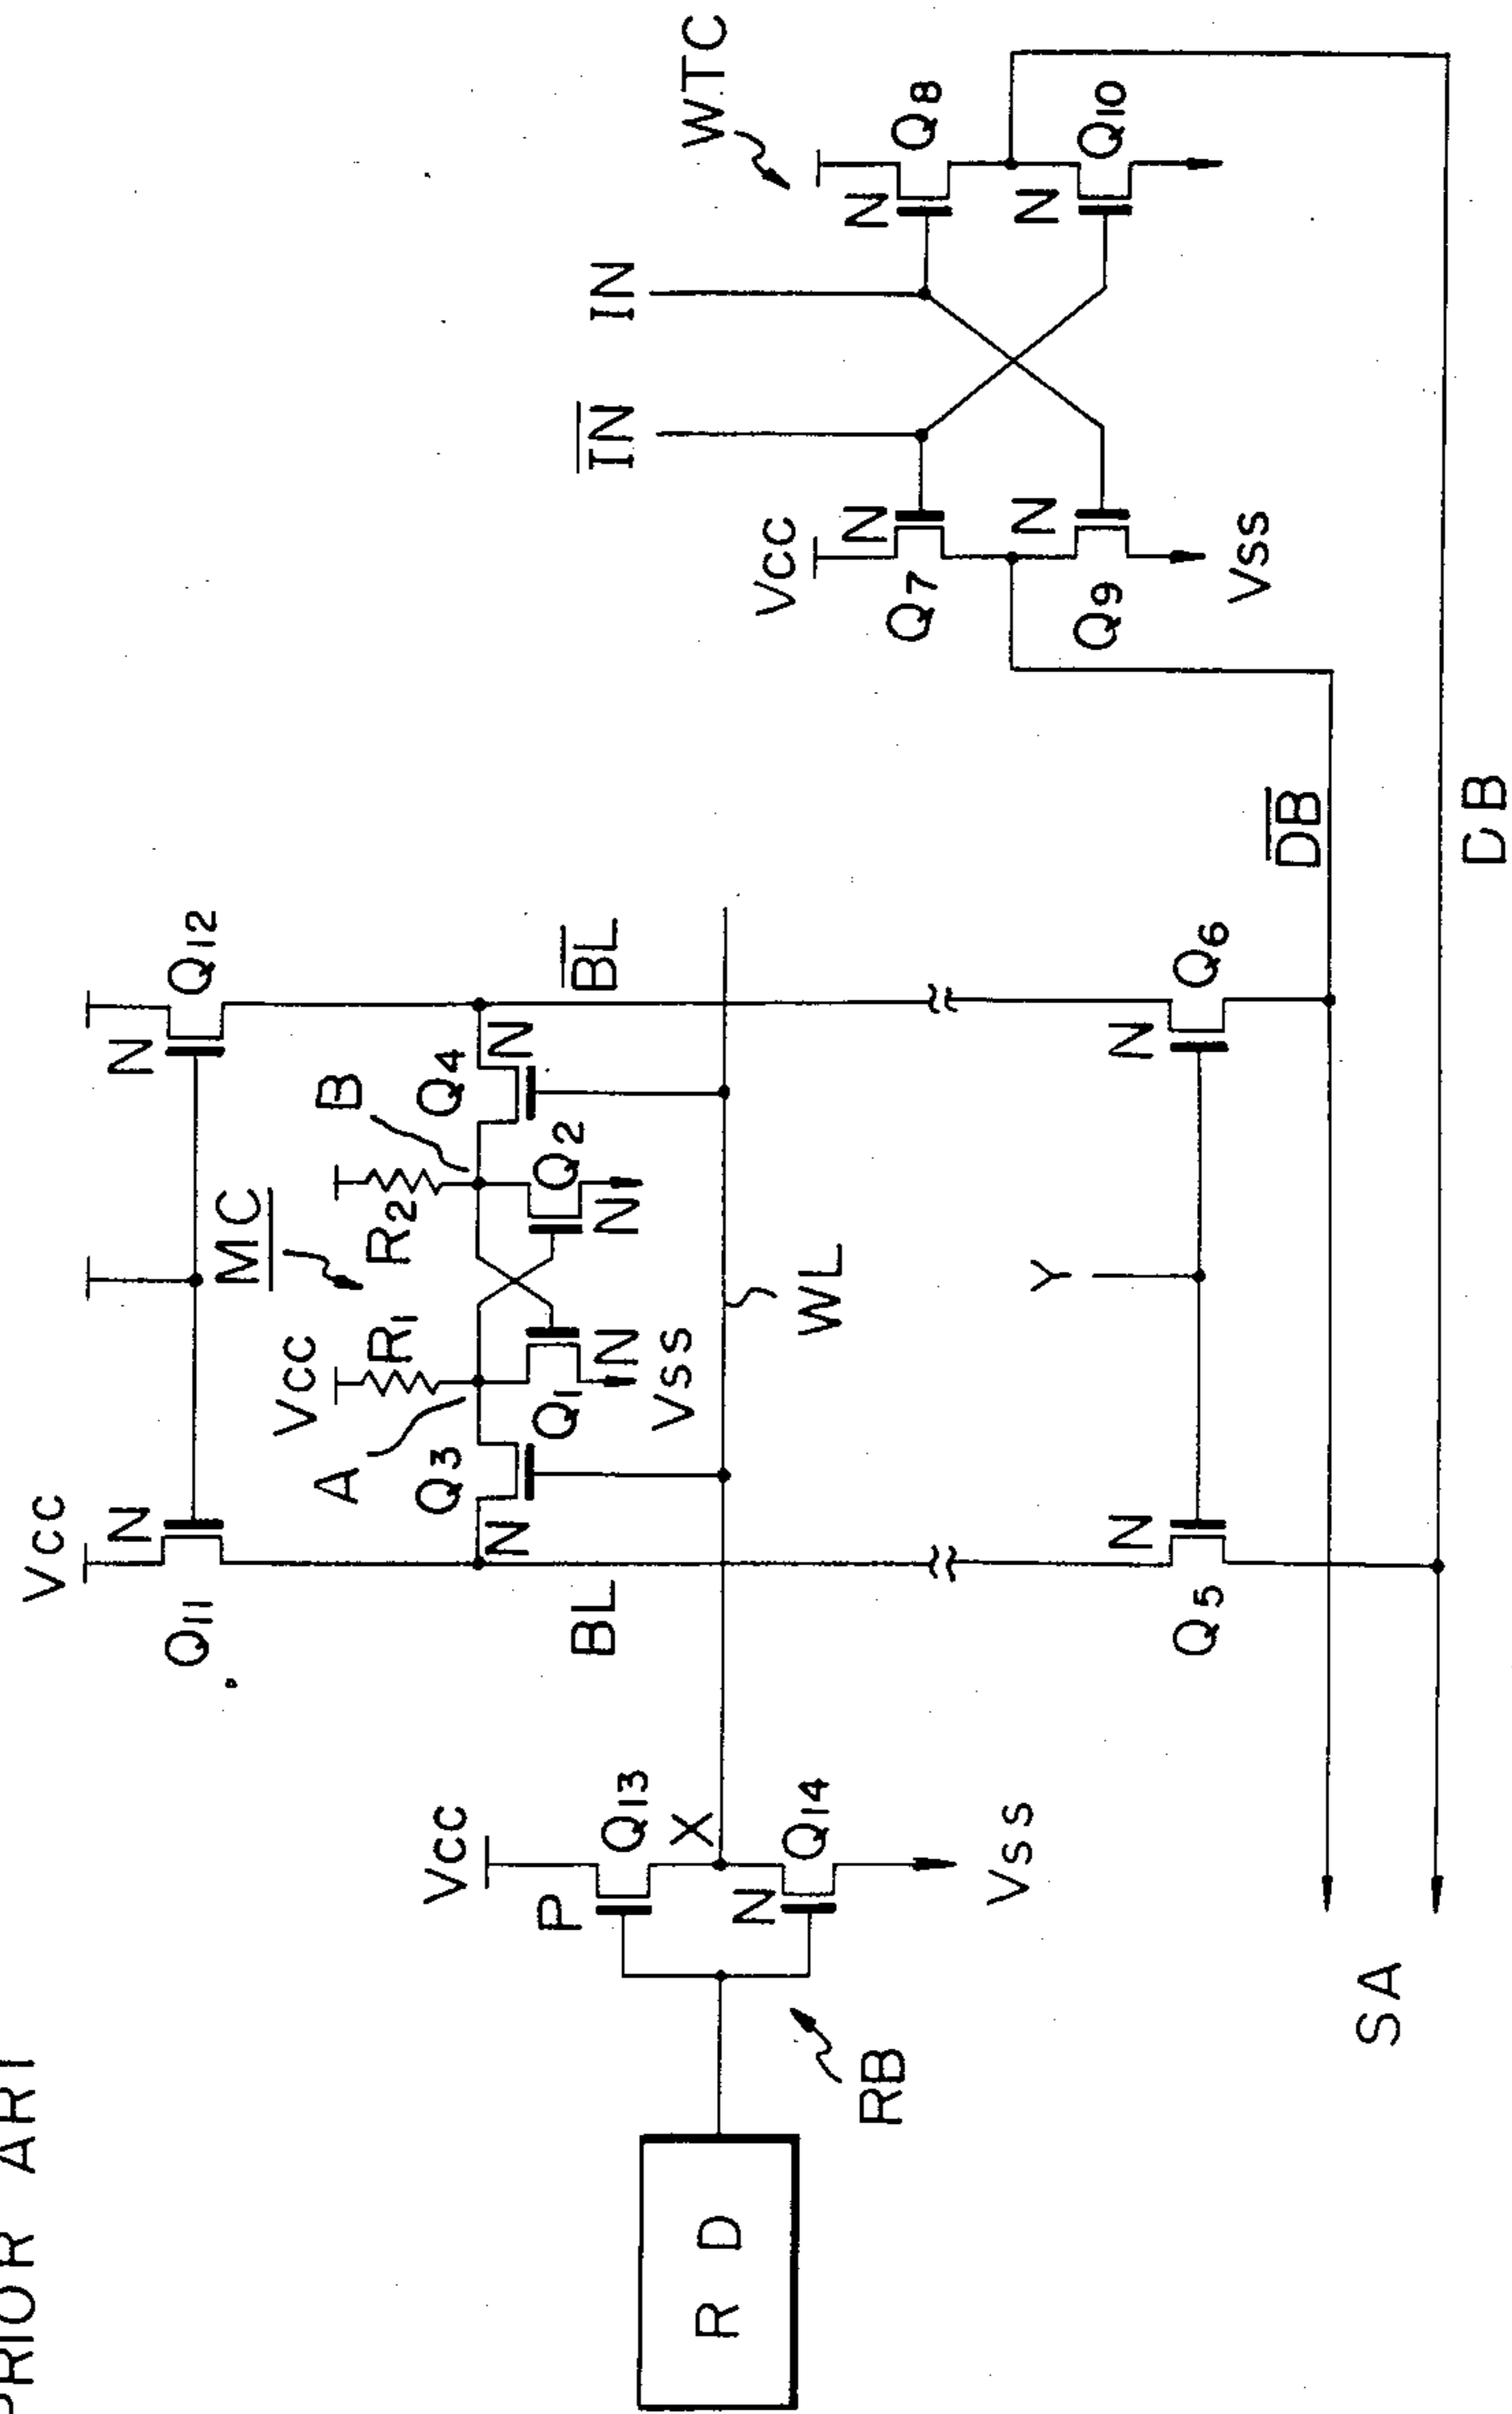 PRIOR ART
VCC
Q11
N
N
Q12
MC
VCC
R1
R2
A
B
Q3
N
Q1
N
VSS
Q2
N
Q4
N
BL
BL
WL
VCC
P
Q13
X
N
Q14
VSS
RD
RB
Y
Q5
N
N
Q6
DB
DB
SA
IN
IN
WTC
VCC
Q7
N
N
Q8
Q9
N
N
Q10
VSS